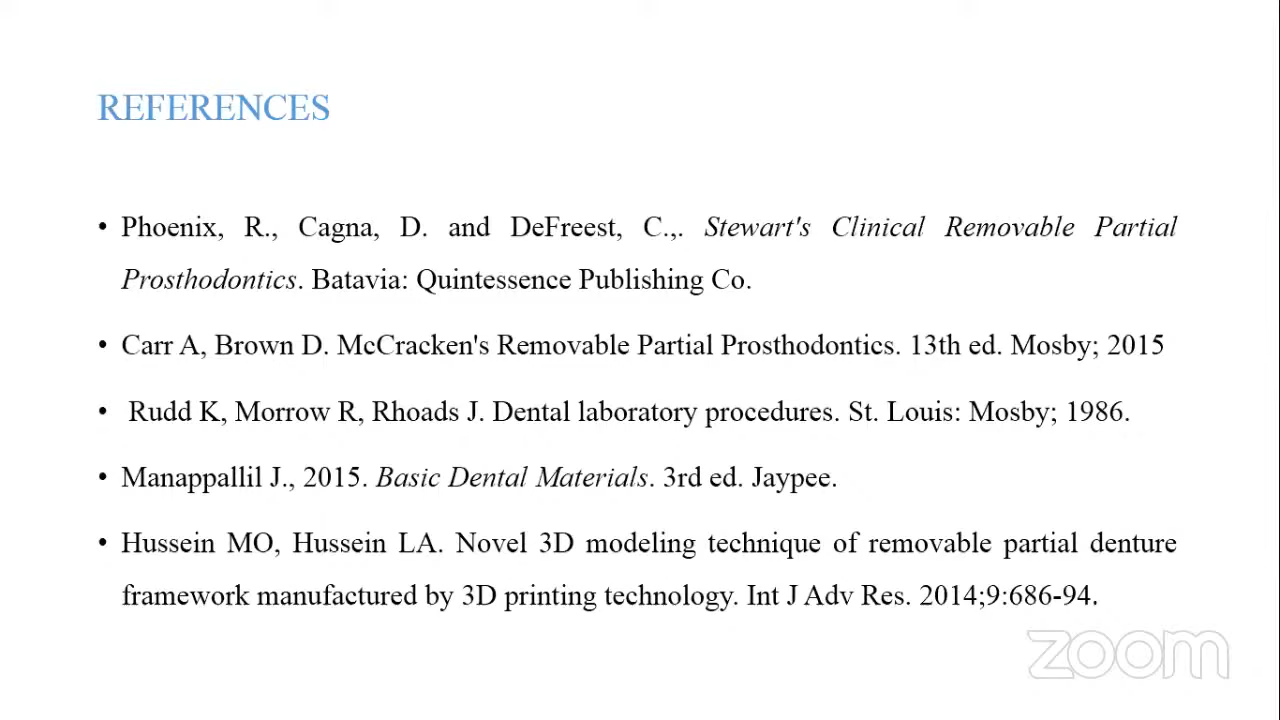 REFERENCES
• Phoenix, R., Cagna, D. and DeFreest, C.,. Stewart's Clinical Removable Partial
Prosthodontics. Batavia: Quintessence Publishing Co.
• Carr A, Brown D. McCracken's Removable Partial Prosthodontics. 13th ed. Mosby; 2015
• Rudd K, Morrow R, Rhoads J. Dental laboratory procedures. St. Louis: Mosby; 1986.
• Manappallil J., 2015. Basic Dental Materials. 3rd ed. Jaypee.
• Hussein MO, Hussein LA. Novel 3D modeling technique of removable partial denture
framework manufactured by 3D printing technology. Int J Adv Res. 2014;9:686-94.
zoom